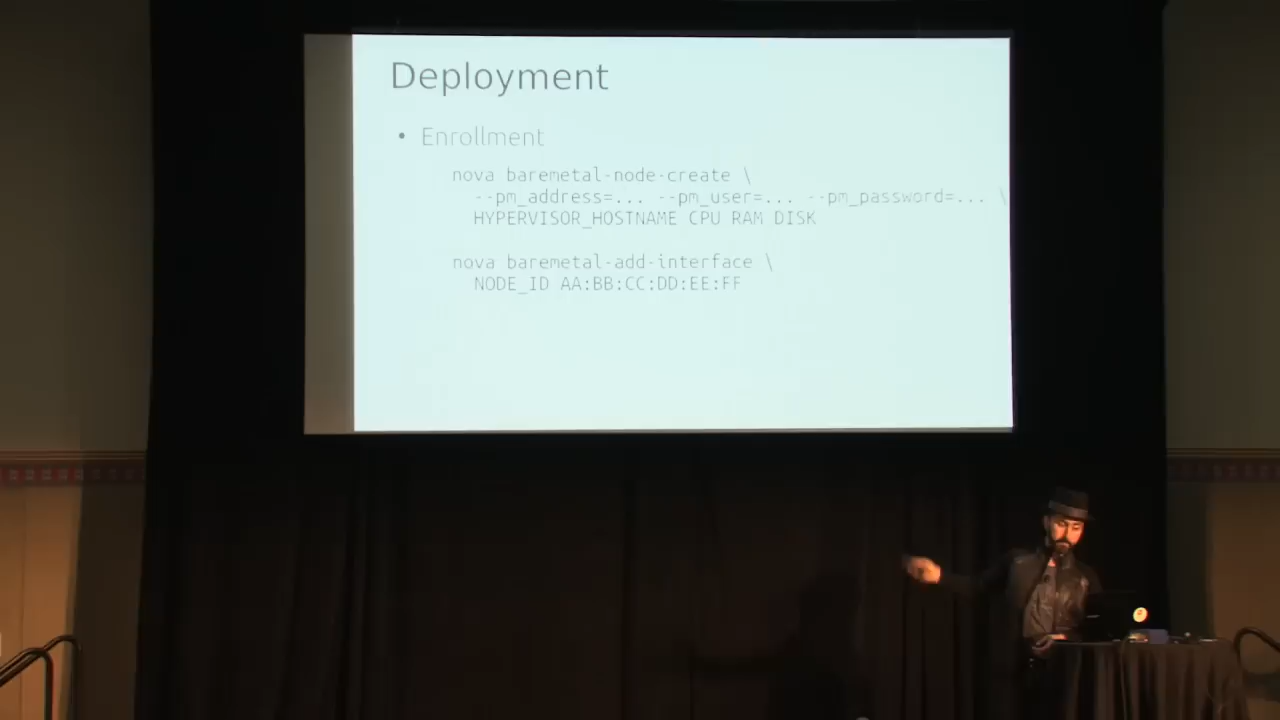 Deployment
• Enrollment
nova baremetal-node-create \
--pm_address=... --pm_user=... --pm_password=... \
HYPERVISOR_HOSTNAME CPU RAM DISK
nova baremetal-add-interface \
NODE_ID AA:BB:CC:DD:EE:FF